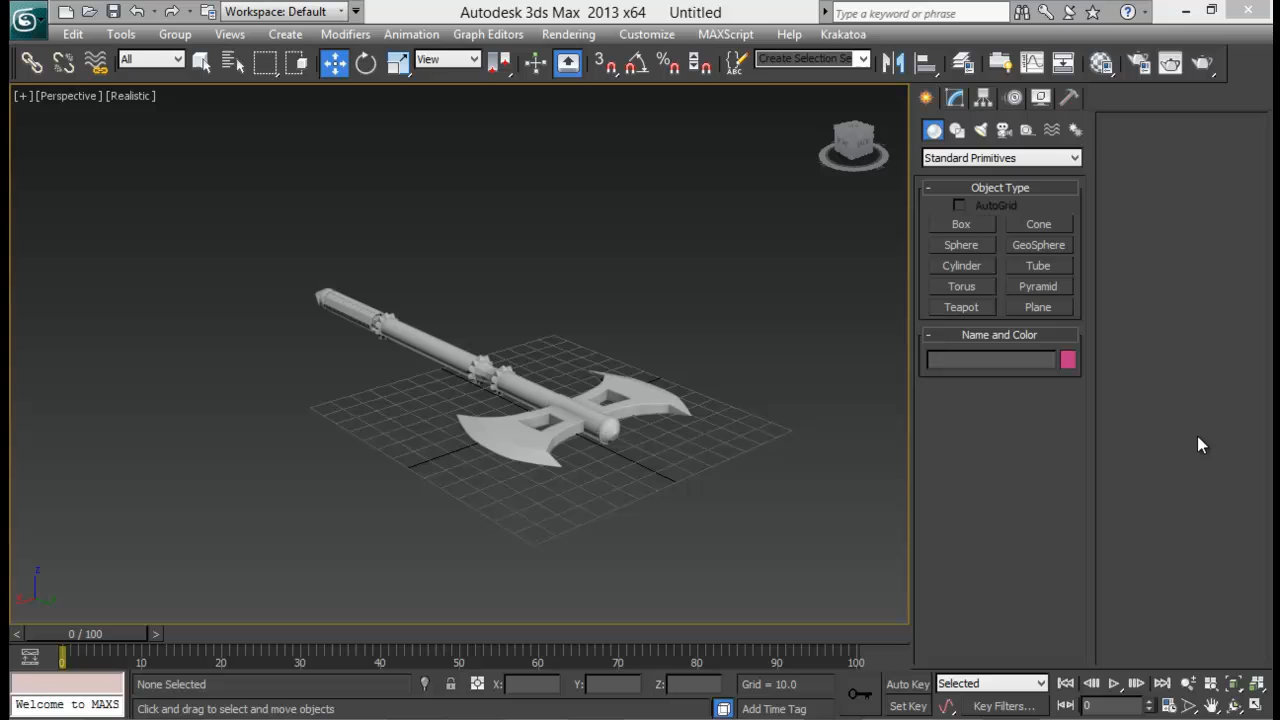 Workspace: Default
Autodesk 3ds Max 2013 x64 Untitled
Type a keyword or phrase
Edit Tools Group Views Create Modifiers Animation Graph Editors Rendering Customize MAXScript Help Krakatoa
All
View
3
ABC
Create Selection Se
[+] [Perspective] [Realistic]
Standard Primitives
- Object Type
AutoGrid
Box Cone
Sphere GeoSphere
Cylinder Tube
Torus Pyramid
Teapot Plane
- Name and Color
z
< 0 / 100 >
0 10 20 30 40 50 60 70 80 90 100
None Selected X: Y: Z: Grid = 10.0 Auto Key Selected
Welcome to MAXS Click and drag to select and move objects Add Time Tag Set Key Key Filters... 0